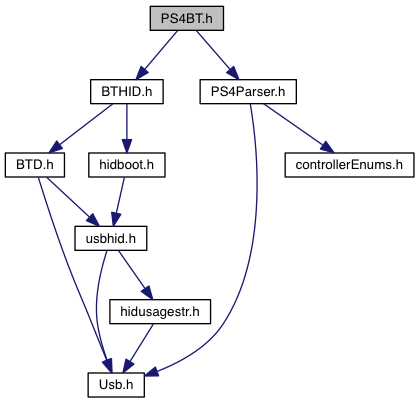 PS4BT.h
BTHID.h
PS4Parser.h
BTD.h
hidboot.h
controllerEnums.h
usbhid.h
hidusagestr.h
Usb.h